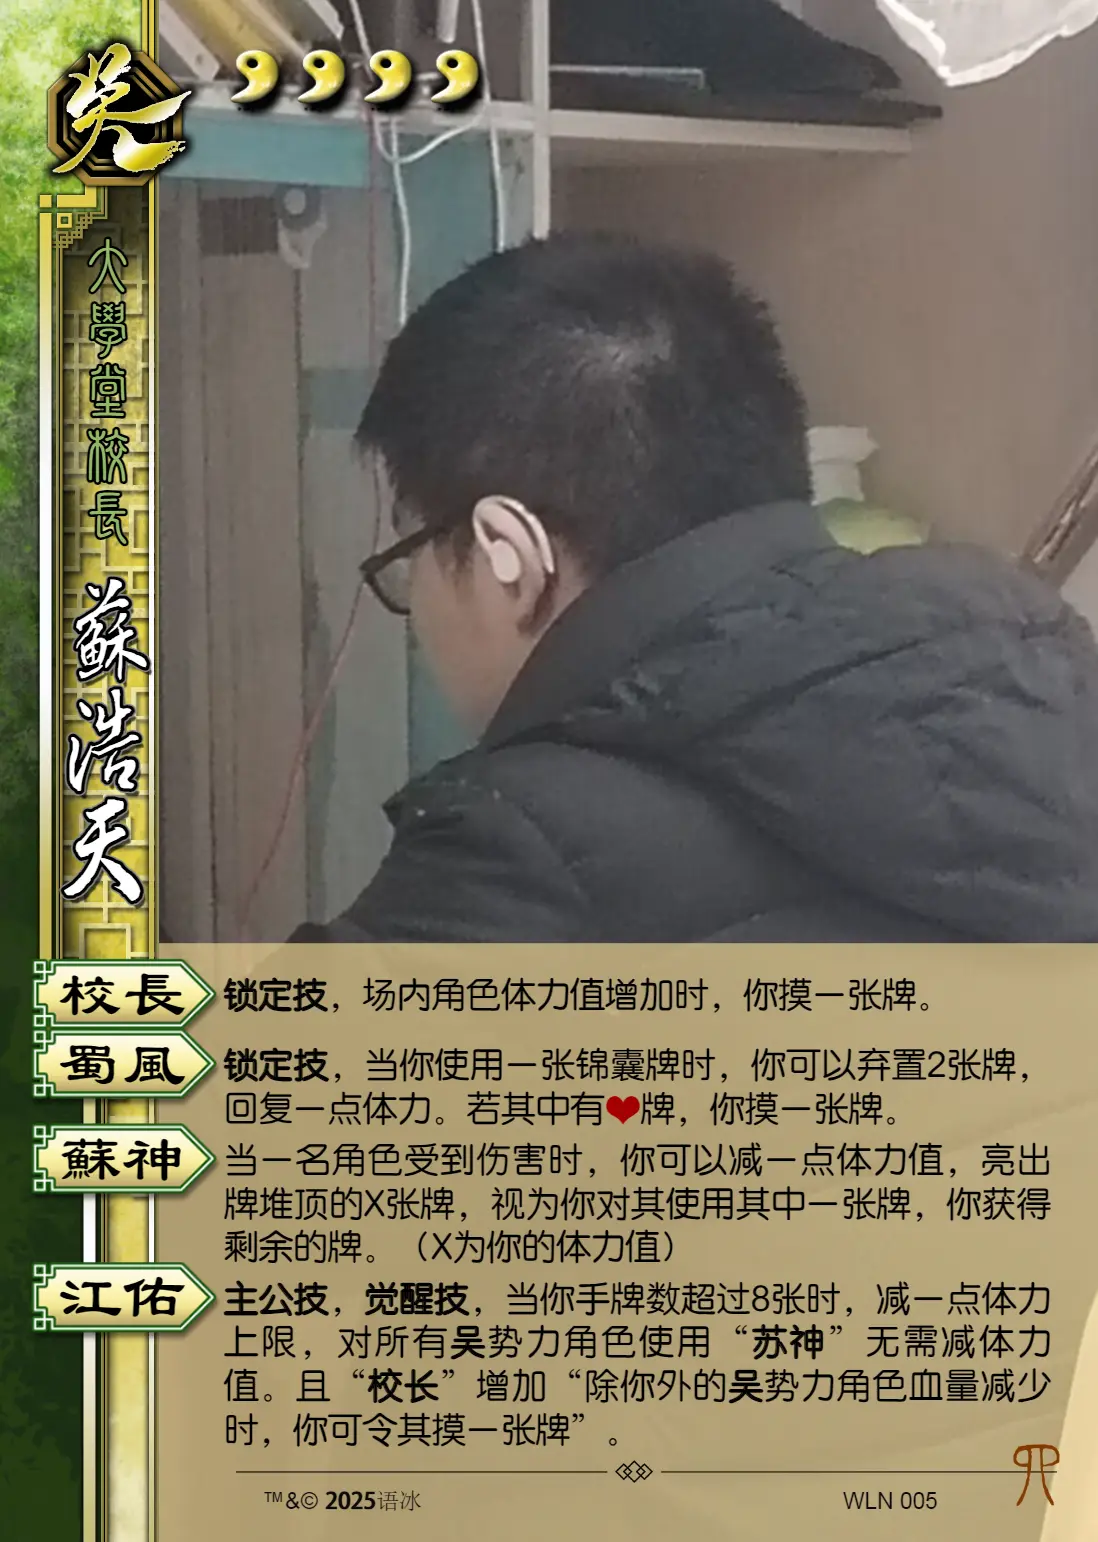 吴
大學堂校長
蘇浩天
校長
锁定技，场内角色体力值增加时，你摸一张牌。
蜀風
锁定技，当你使用一张锦囊牌时，你可以弃置2张牌，
回复一点体力。若其中有❤牌，你摸一张牌。
蘇神
当一名角色受到伤害时，你可以减一点体力值，亮出
牌堆顶的X张牌，视为你对其使用其中一张牌，你获得
剩余的牌。（X为你的体力值）
江佑
主公技，觉醒技，当你手牌数超过8张时，减一点体力
上限，对所有吴势力角色使用“苏神”无需减体力
值。且“校长”增加“除你外的吴势力角色血量减少
时，你可令其摸一张牌”。
™&© 2025语冰
WLN 005